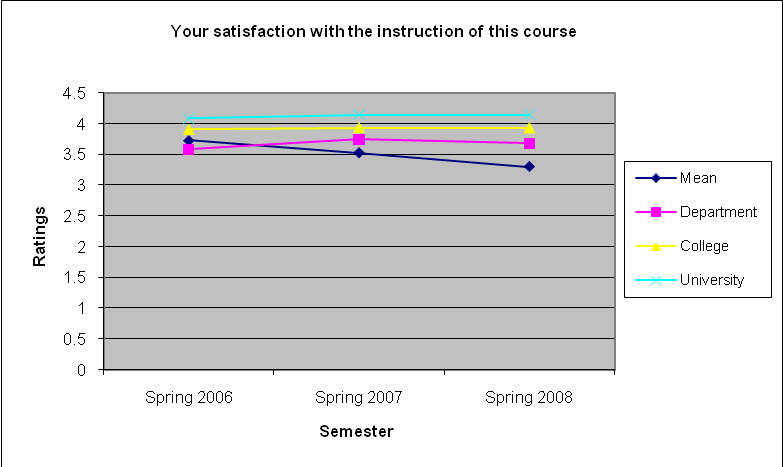 Your satisfaction with the instruction of this course
4.5
4
3.5
3
2.5
2
1.5
1
0.5
0
Ratings
Spring 2006 Spring 2007 Spring 2008
Semester
Mean
Department
College
University